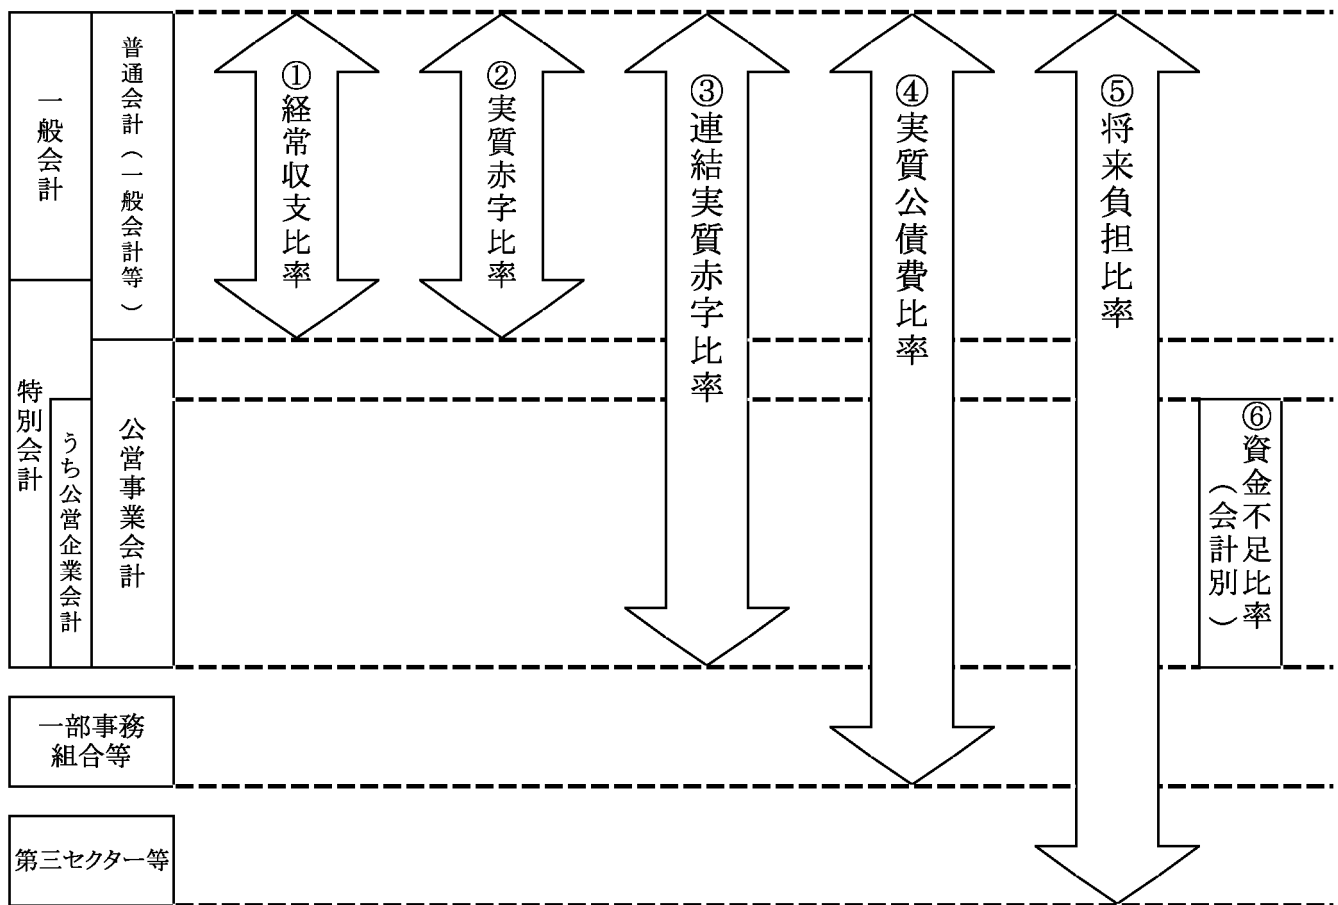 一般会計
普通会計（一般会計等）
特別会計
うち公営企業会計
公営事業会計
一部事務
組合等
第三セクター等
①経常収支比率
②実質赤字比率
③連結実質赤字比率
④実質公債費比率
⑤将来負担比率
⑥資金不足比率
（会計別）